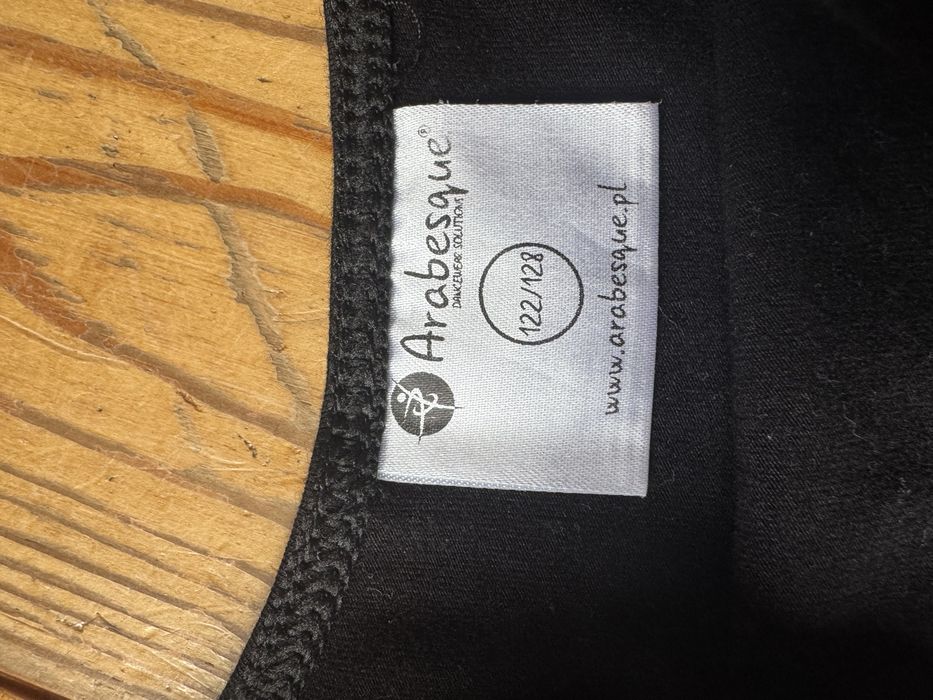 Arabesque®
DANCEWEAR SOLUTIONS
122/128
www.arabesque.pl